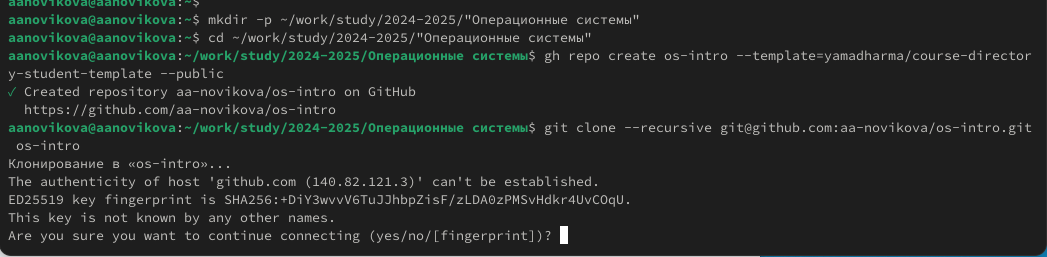 aanovikova@aanovikova:~$
aanovikova@aanovikova:~$ mkdir -p ~/work/study/2024-2025/"Операционные системы"
aanovikova@aanovikova:~$ cd ~/work/study/2024-2025/"Операционные системы"
aanovikova@aanovikova:~/work/study/2024-2025/Операционные системы$ gh repo create os-intro --template=yamadharma/course-director
y-student-template --public
✓ Created repository aa-novikova/os-intro on GitHub
  https://github.com/aa-novikova/os-intro
aanovikova@aanovikova:~/work/study/2024-2025/Операционные системы$ git clone --recursive git@github.com:aa-novikova/os-intro.git
 os-intro
Клонирование в «os-intro»...
The authenticity of host 'github.com (140.82.121.3)' can't be established.
ED25519 key fingerprint is SHA256:+DiY3wvvV6TuJJhbpZisF/zLDA0zPMSvHdkr4UvCOqU.
This key is not known by any other names.
Are you sure you want to continue connecting (yes/no/[fingerprint])?